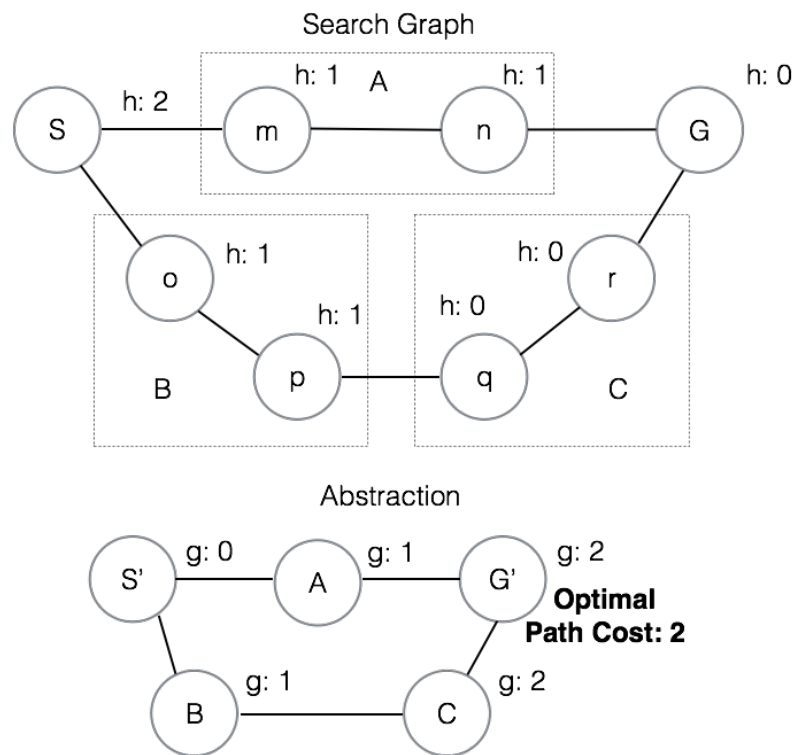 Search Graph
h: 1 A h: 1 h: 0
S h: 2 m n G
o h: 1 h: 0 r
h: 1 h: 0
B p q C
Abstraction
S' g: 0 A g: 1 G' g: 2
Optimal
Path Cost: 2
B g: 1 C g: 2